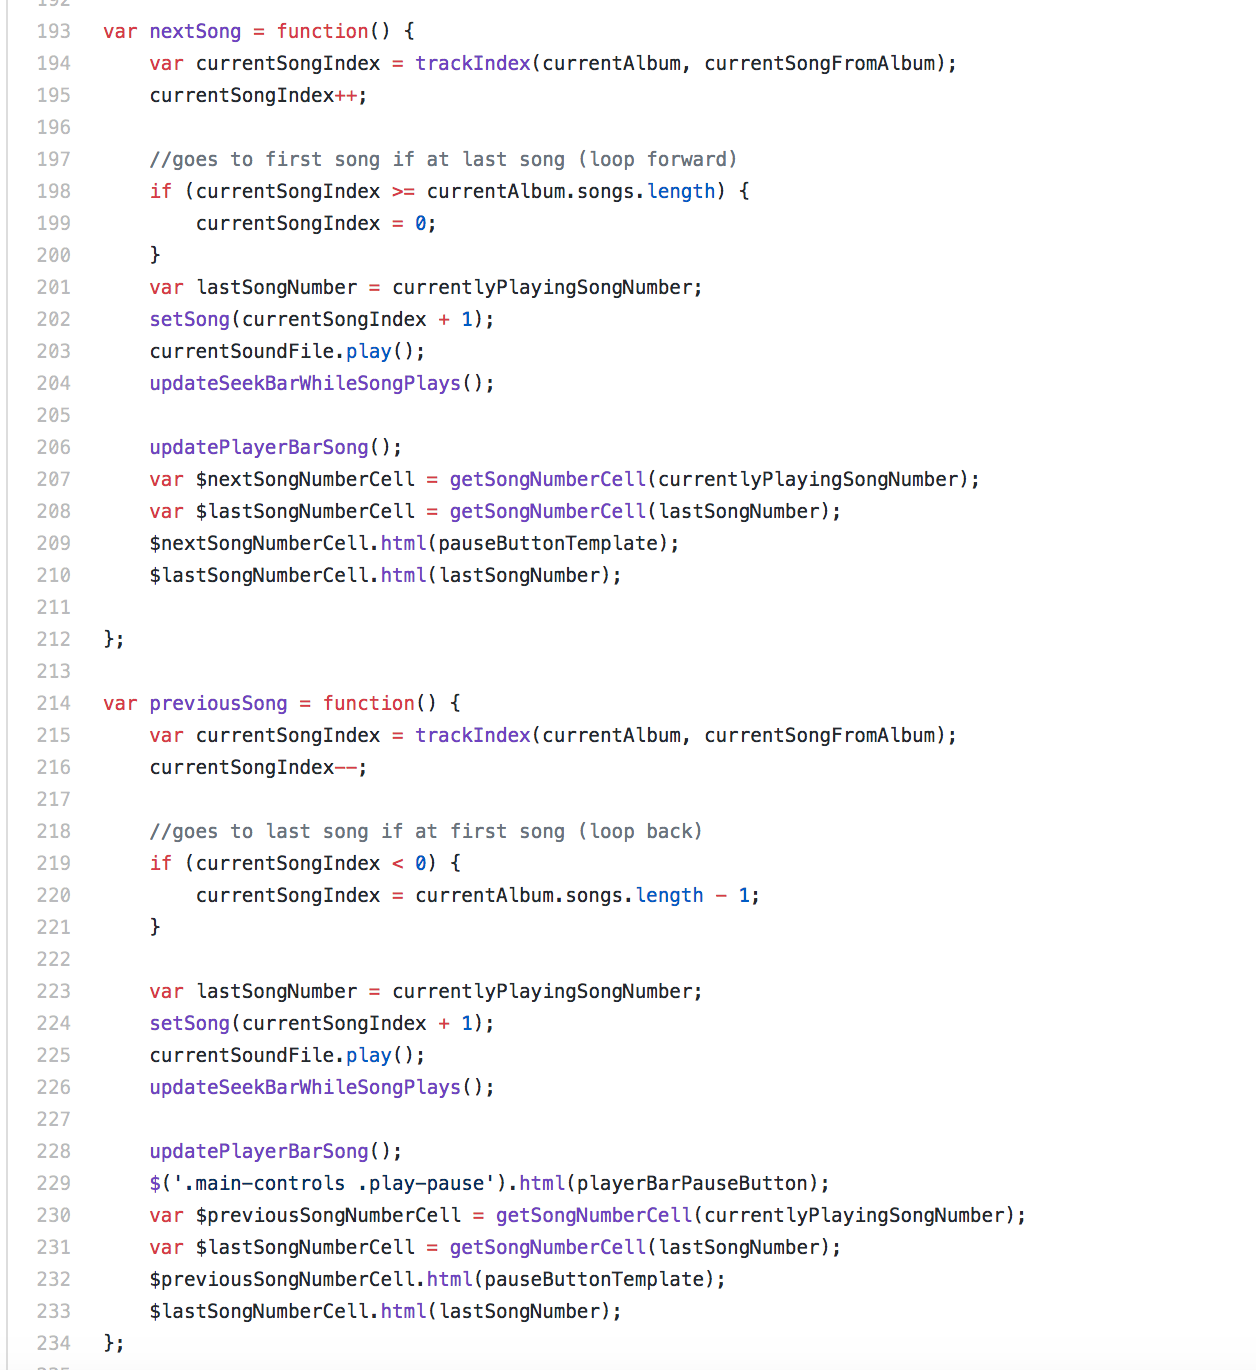 193 var nextSong = function() {
194     var currentSongIndex = trackIndex(currentAlbum, currentSongFromAlbum);
195     currentSongIndex++;
196
197     //goes to first song if at last song (loop forward)
198     if (currentSongIndex >= currentAlbum.songs.length) {
199         currentSongIndex = 0;
200     }
201     var lastSongNumber = currentlyPlayingSongNumber;
202     setSong(currentSongIndex + 1);
203     currentSoundFile.play();
204     updateSeekBarWhileSongPlays();
205
206     updatePlayerBarSong();
207     var $nextSongNumberCell = getSongNumberCell(currentlyPlayingSongNumber);
208     var $lastSongNumberCell = getSongNumberCell(lastSongNumber);
209     $nextSongNumberCell.html(pauseButtonTemplate);
210     $lastSongNumberCell.html(lastSongNumber);
211
212 };
213
214 var previousSong = function() {
215     var currentSongIndex = trackIndex(currentAlbum, currentSongFromAlbum);
216     currentSongIndex--;
217
218     //goes to last song if at first song (loop back)
219     if (currentSongIndex < 0) {
220         currentSongIndex = currentAlbum.songs.length - 1;
221     }
222
223     var lastSongNumber = currentlyPlayingSongNumber;
224     setSong(currentSongIndex + 1);
225     currentSoundFile.play();
226     updateSeekBarWhileSongPlays();
227
228     updatePlayerBarSong();
229     $('.main-controls .play-pause').html(playerBarPauseButton);
230     var $previousSongNumberCell = getSongNumberCell(currentlyPlayingSongNumber);
231     var $lastSongNumberCell = getSongNumberCell(lastSongNumber);
232     $previousSongNumberCell.html(pauseButtonTemplate);
233     $lastSongNumberCell.html(lastSongNumber);
234 };